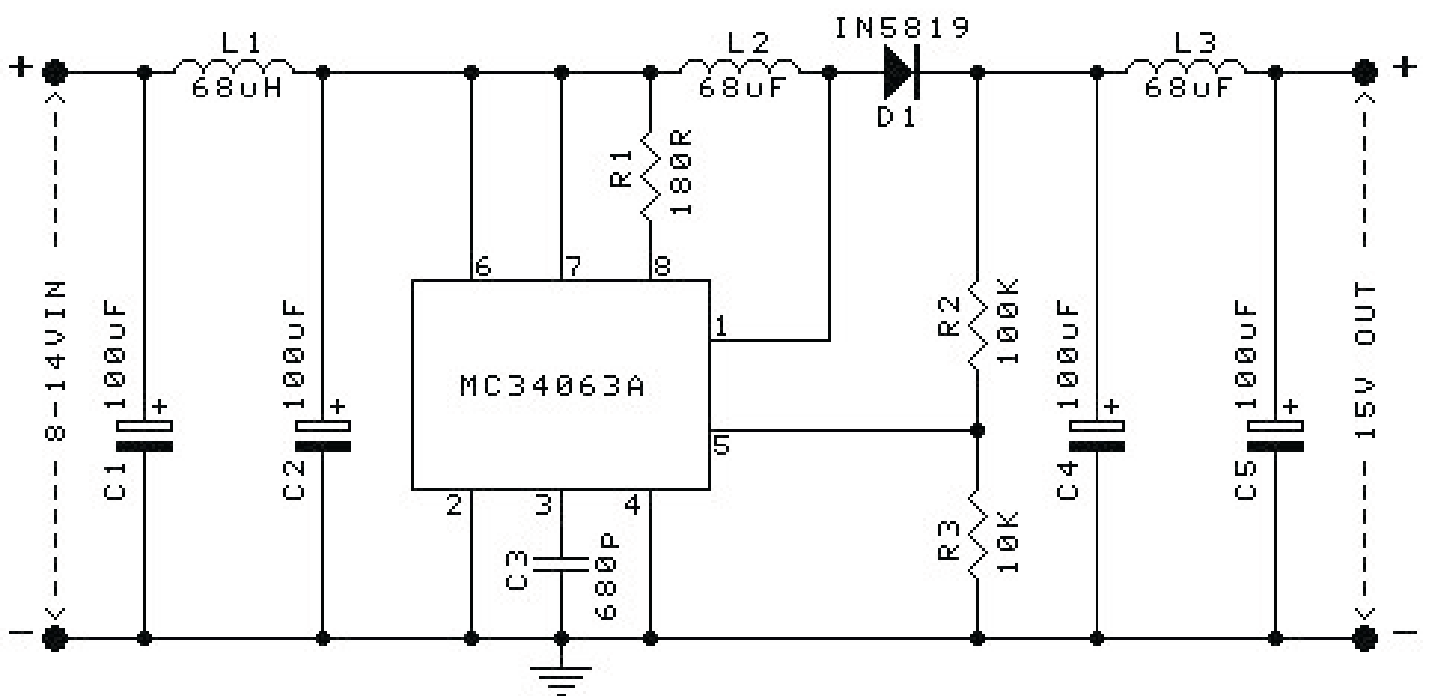 IN5819
+
L1
68uH
L2
68uF
D1
L3
68uF
+
R1
180R
6
7
8
1
MC34063A
5
2
3
4
8-14VIN
C1
100uF
+
C2
100uF
+
C3
680P
R2
100K
R3
10K
C4
100uF
+
C5
100uF
+
15V OUT
-
-